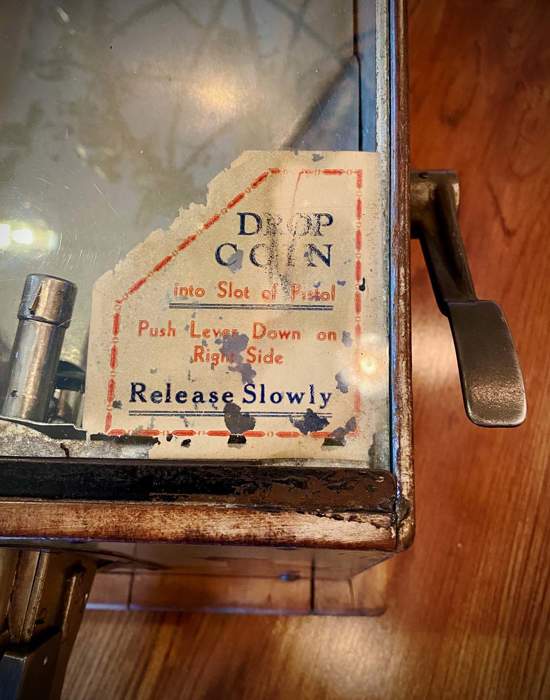 DROP
COIN
into Slot of Pistol
Push Lever Down on
Right Side
Release Slowly